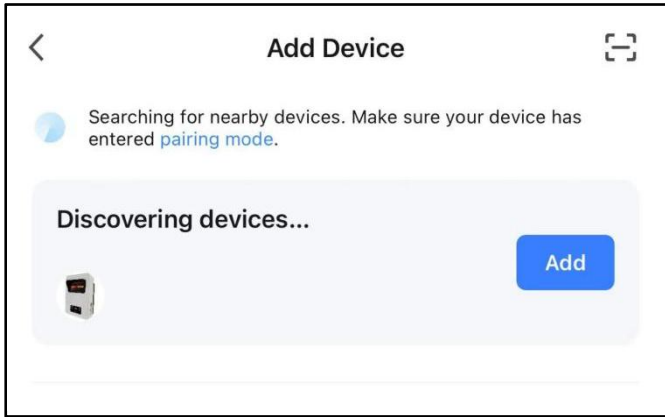 Add Device
Searching for nearby devices. Make sure your device has
entered pairing mode.
Discovering devices...
Add